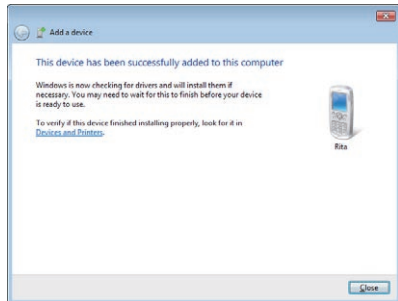 Add a device
This device has been successfully added to this computer
Windows is now checking for drivers and will install them if
necessary. You may need to wait for this to finish before your device
is ready to use.
To verify if this device finished installing properly, look for it in
Devices and Printers.
Rita
Close